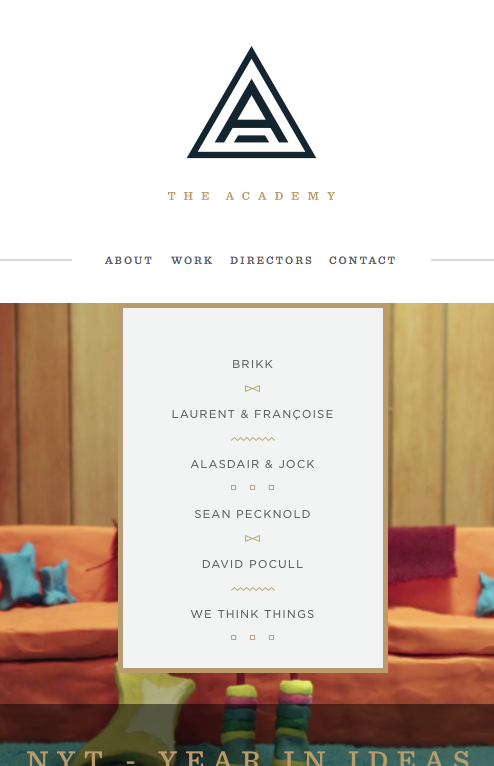 A
THE ACADEMY
ABOUT WORK DIRECTORS CONTACT
BRIKK
LAURENT & FRANÇOISE
ALASDAIR & JOCK
SEAN PECKNOLD
DAVID POCULL
WE THINK THINGS
NYT - YEAR IN IDEAS